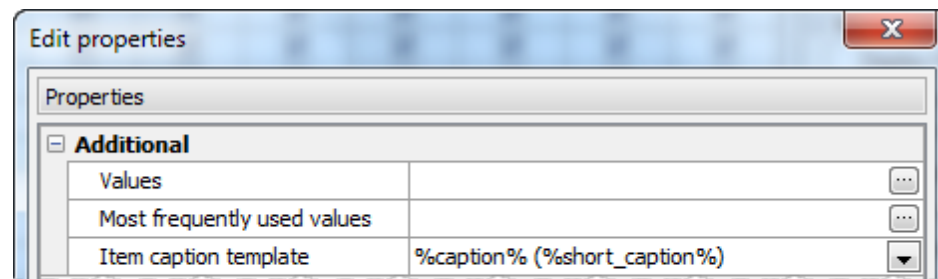 Edit properties
Properties
Additional
Values
Most frequently used values
Item caption template %caption% (%short_caption%)